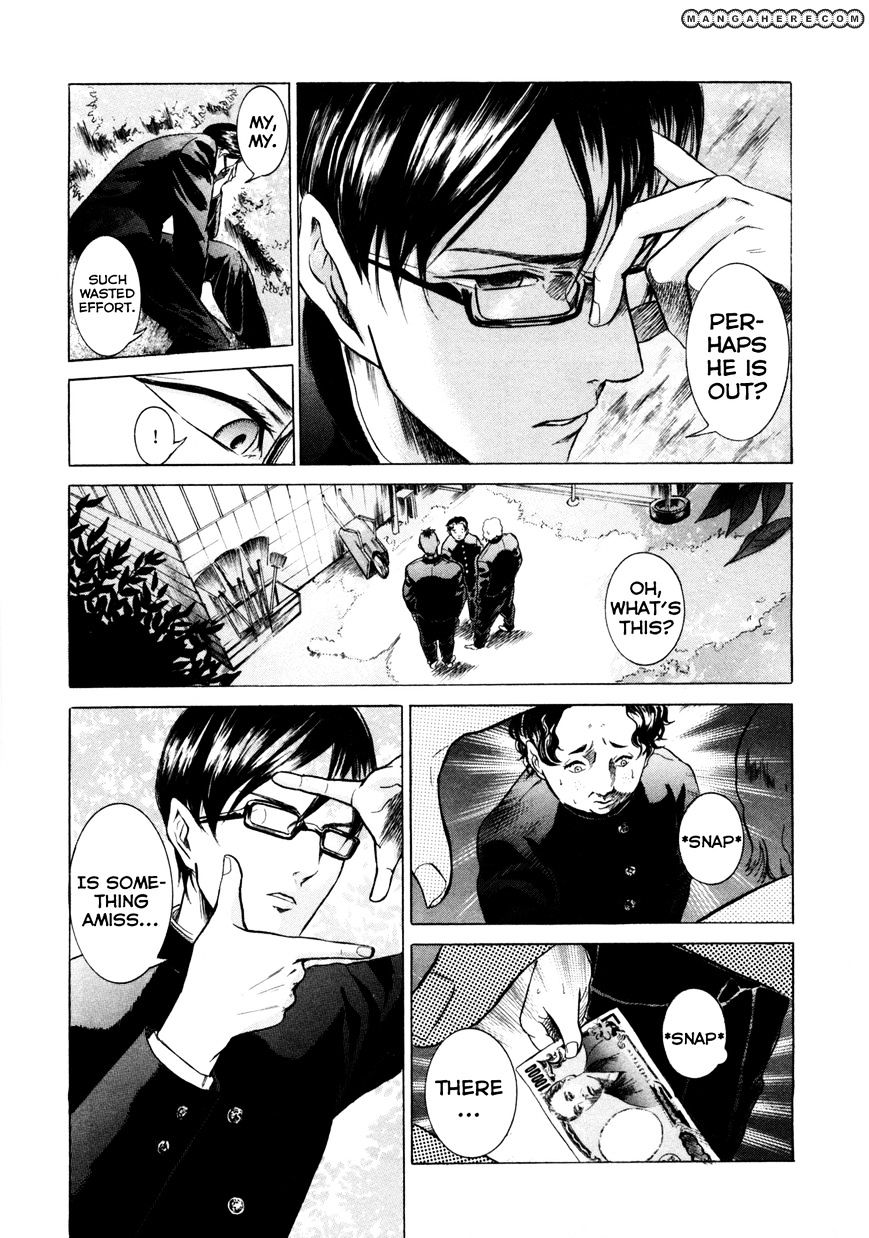 MANGAHERE.COM
PER-
HAPS
HE IS
OUT?
MY,
MY.
SUCH
WASTED
EFFORT.
!
OH,
WHAT'S
THIS?
*SNAP*
*SNAP*
10000
IS SOME-
THING
AMISS...
THERE
...